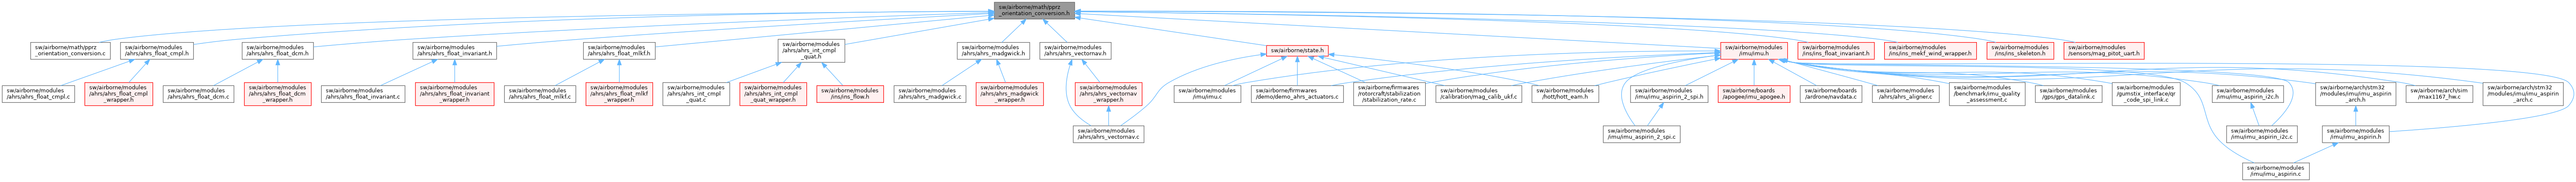 sw/airborne/math/pprz
_orientation_conversion.h
sw/airborne/math/pprz
_orientation_conversion.c
sw/airborne/modules
/ahrs/ahrs_float_cmpl.h
sw/airborne/modules
/ahrs/ahrs_float_dcm.h
sw/airborne/modules
/ahrs/ahrs_float_invariant.h
sw/airborne/modules
/ahrs/ahrs_float_mlkf.h
sw/airborne/modules
/ahrs/ahrs_int_cmpl
_quat.h
sw/airborne/modules
/ahrs/ahrs_madgwick.h
sw/airborne/modules
/ahrs/ahrs_vectornav.h
sw/airborne/state.h
sw/airborne/modules
/imu/imu.h
sw/airborne/modules
/ins/ins_float_invariant.h
sw/airborne/modules
/ins/ins_mekf_wind_wrapper.h
sw/airborne/modules
/ins/ins_skeleton.h
sw/airborne/modules
/sensors/mag_pitot_uart.h
sw/airborne/modules
/ahrs/ahrs_float_cmpl.c
sw/airborne/modules
/ahrs/ahrs_float_cmpl
_wrapper.h
sw/airborne/modules
/ahrs/ahrs_float_dcm.c
sw/airborne/modules
/ahrs/ahrs_float_dcm
_wrapper.h
sw/airborne/modules
/ahrs/ahrs_float_invariant.c
sw/airborne/modules
/ahrs/ahrs_float_invariant
_wrapper.h
sw/airborne/modules
/ahrs/ahrs_float_mlkf.c
sw/airborne/modules
/ahrs/ahrs_float_mlkf
_wrapper.h
sw/airborne/modules
/ahrs/ahrs_int_cmpl
_quat.c
sw/airborne/modules
/ahrs/ahrs_int_cmpl
_quat_wrapper.h
sw/airborne/modules
/ins/ins_flow.h
sw/airborne/modules
/ahrs/ahrs_madgwick.c
sw/airborne/modules
/ahrs/ahrs_madgwick
_wrapper.h
sw/airborne/modules
/ahrs/ahrs_vectornav
_wrapper.h
sw/airborne/modules
/imu/imu.c
sw/airborne/firmwares
/demo/demo_ahrs_actuators.c
sw/airborne/firmwares
/rotorcraft/stabilization
/stabilization_rate.c
sw/airborne/modules
/calibration/mag_calib_ukf.c
sw/airborne/modules
/hott/hott_eam.h
sw/airborne/modules
/imu/imu_aspirin_2_spi.h
sw/airborne/boards
/apogee/imu_apogee.h
sw/airborne/boards
/ardrone/navdata.c
sw/airborne/modules
/ahrs/ahrs_aligner.c
sw/airborne/modules
/benchmark/imu_quality
_assessment.c
sw/airborne/modules
/gps/gps_datalink.c
sw/airborne/modules
/gumstix_interface/qr
_code_spi_link.c
sw/airborne/modules
/imu/imu_aspirin_i2c.h
sw/airborne/arch/stm32
/modules/imu/imu_aspirin
_arch.h
sw/airborne/arch/sim
/max1167_hw.c
sw/airborne/arch/stm32
/modules/imu/imu_aspirin
_arch.c
sw/airborne/modules
/ahrs/ahrs_vectornav.c
sw/airborne/modules
/imu/imu_aspirin_2_spi.c
sw/airborne/modules
/imu/imu_aspirin_i2c.c
sw/airborne/modules
/imu/imu_aspirin.h
sw/airborne/modules
/imu/imu_aspirin.c